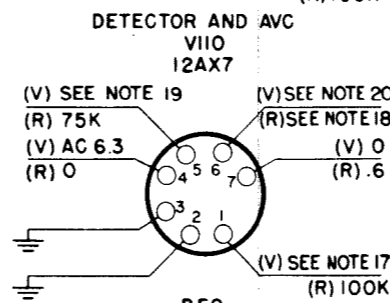 DETECTOR AND AVC
V110
12AX7
(V) SEE NOTE 19
(R) 75K
(V) AC 6.3
(R) 0
(V) SEE NOTE 20
(R) SEE NOTE 18
(V) 0
(R) .6
5
6
4
7
3
2
1
(V) SEE NOTE 17
(R) 100K